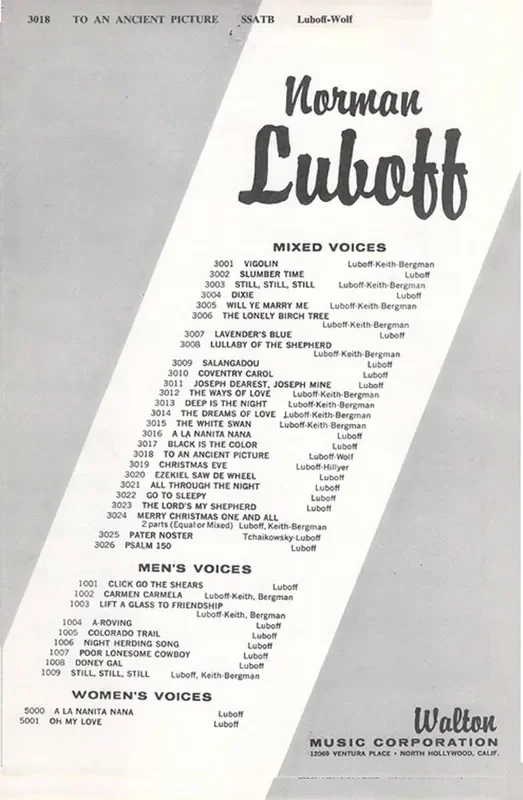 3018 TO AN ANCIENT PICTURE SSATB Luboff-Wolf
Norman
Luboff
MIXED VOICES
3001 VIGOLIN Luboff-Keith-Bergman
3002 SLUMBER TIME Luboff
3003 STILL, STILL, STILL Luboff-Keith-Bergman
3004 DIXIE Luboff
3005 WILL YE MARRY ME Luboff-Keith-Bergman
3006 THE LONELY BIRCH TREE
Luboff-Keith-Bergman
3007 LAVENDER'S BLUE Luboff
3008 LULLABY OF THE SHEPHERD
Luboff-Keith-Bergman
3009 SALANGADOU Luboff
3010 COVENTRY CAROL Luboff
3011 JOSEPH DEAREST, JOSEPH MINE Luboff
3012 THE WAYS OF LOVE Luboff-Keith-Bergman
3013 DEEP IS THE NIGHT Luboff-Keith-Bergman
3014 THE DREAMS OF LOVE Luboff-Keith-Bergman
3015 THE WHITE SWAN Luboff-Keith-Bergman
3016 A LA NANITA NANA Luboff
3017 BLACK IS THE COLOR Luboff
3018 TO AN ANCIENT PICTURE Luboff-Wolf
3019 CHRISTMAS EVE Luboff-Hillyer
3020 EZEKIEL SAW DE WHEEL Luboff
3021 ALL THROUGH THE NIGHT Luboff
3022 GO TO SLEEPY Luboff
3023 THE LORD'S MY SHEPHERD Luboff
3024 MERRY CHRISTMAS ONE AND ALL
2 parts (Equal or Mixed) Luboff, Keith-Bergman
3025 PATER NOSTER Tchaikowsky-Luboff
3026 PSALM 150 Luboff
MEN'S VOICES
1001 CLICK GO THE SHEARS Luboff
1002 CARMEN CARMELA Luboff-Keith, Bergman
1003 LIFT A GLASS TO FRIENDSHIP
Luboff-Keith, Bergman
1004 A-ROVING Luboff
1005 COLORADO TRAIL Luboff
1006 NIGHT HERDING SONG Luboff
1007 POOR LONESOME COWBOY Luboff
1008 DONEY GAL Luboff
1009 STILL, STILL, STILL Luboff, Keith-Bergman
WOMEN'S VOICES
5000 A LA NANITA NANA Luboff
5001 OH MY LOVE Luboff
Walton
MUSIC CORPORATION
12069 VENTURA PLACE • NORTH HOLLYWOOD, CALIF.